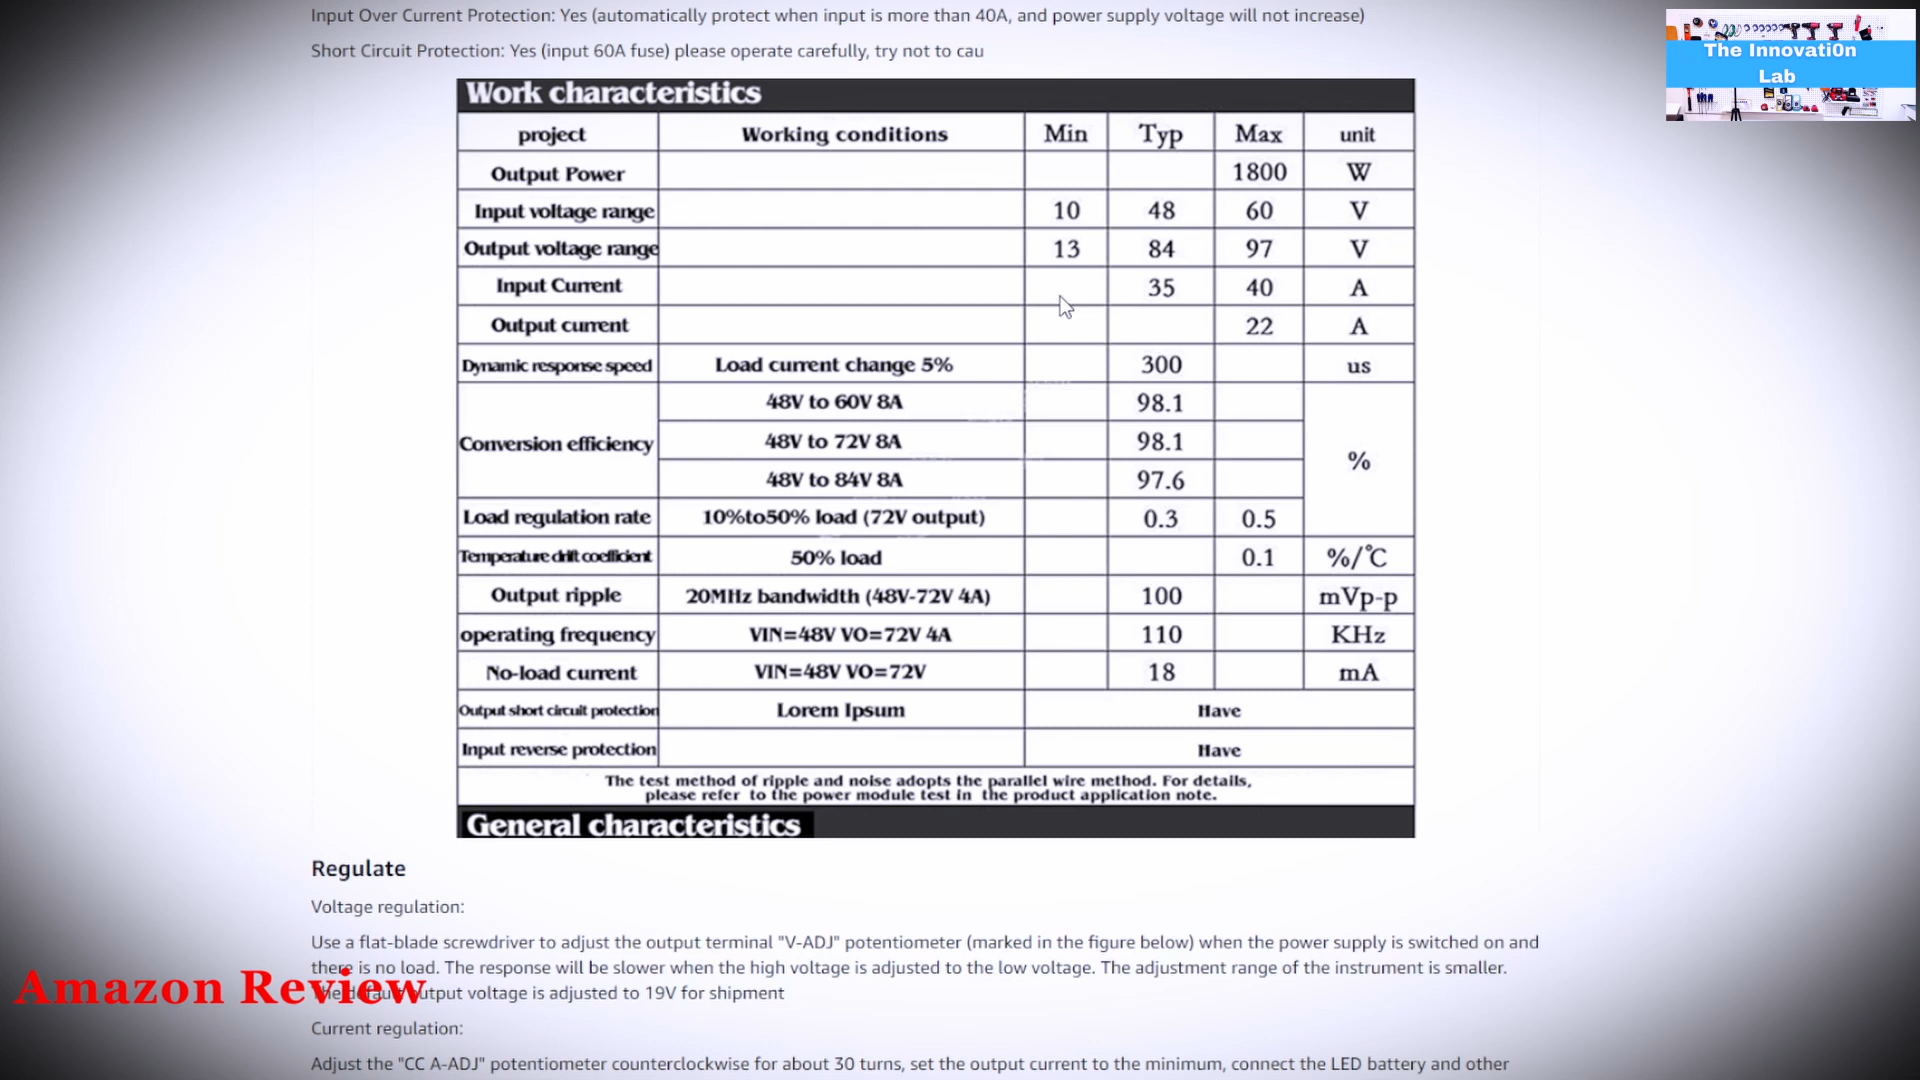 Input Over Current Protection: Yes (automatically protect when input is more than 40A, and power supply voltage will not increase)
Short Circuit Protection: Yes (input 60A fuse) please operate carefully, try not to cau
The Innovati0n
Lab
Work characteristics
project Working conditions Min Typ Max unit
Output Power 1800 W
Input voltage range 10 48 60 V
Output voltage range 13 84 97 V
Input Current 35 40 A
Output current 22 A
Dynamic response speed Load current change 5% 300 us
Conversion efficiency 48V to 60V 8A 98.1 %
48V to 72V 8A 98.1
48V to 84V 8A 97.6
Load regulation rate 10%to50% load (72V output) 0.3 0.5
Temperature drift coefficient 50% load 0.1 %/℃
Output ripple 20MHz bandwidth (48V-72V 4A) 100 mVp-p
operating frequency VIN=48V VO=72V 4A 110 KHz
No-load current VIN=48V VO=72V 18 mA
Output short circuit protection Lorem Ipsum Have
Input reverse protection Have
The test method of ripple and noise adopts the parallel wire method. For details,
please refer to the power module test in the product application note.
General characteristics
Regulate
Voltage regulation:
Use a flat-blade screwdriver to adjust the output terminal "V-ADJ" potentiometer (marked in the figure below) when the power supply is switched on and
there is no load. The response will be slower when the high voltage is adjusted to the low voltage. The adjustment range of the instrument is smaller.
The default output voltage is adjusted to 19V for shipment
Amazon Review
Current regulation:
Adjust the "CC A-ADJ" potentiometer counterclockwise for about 30 turns, set the output current to the minimum, connect the LED battery and other